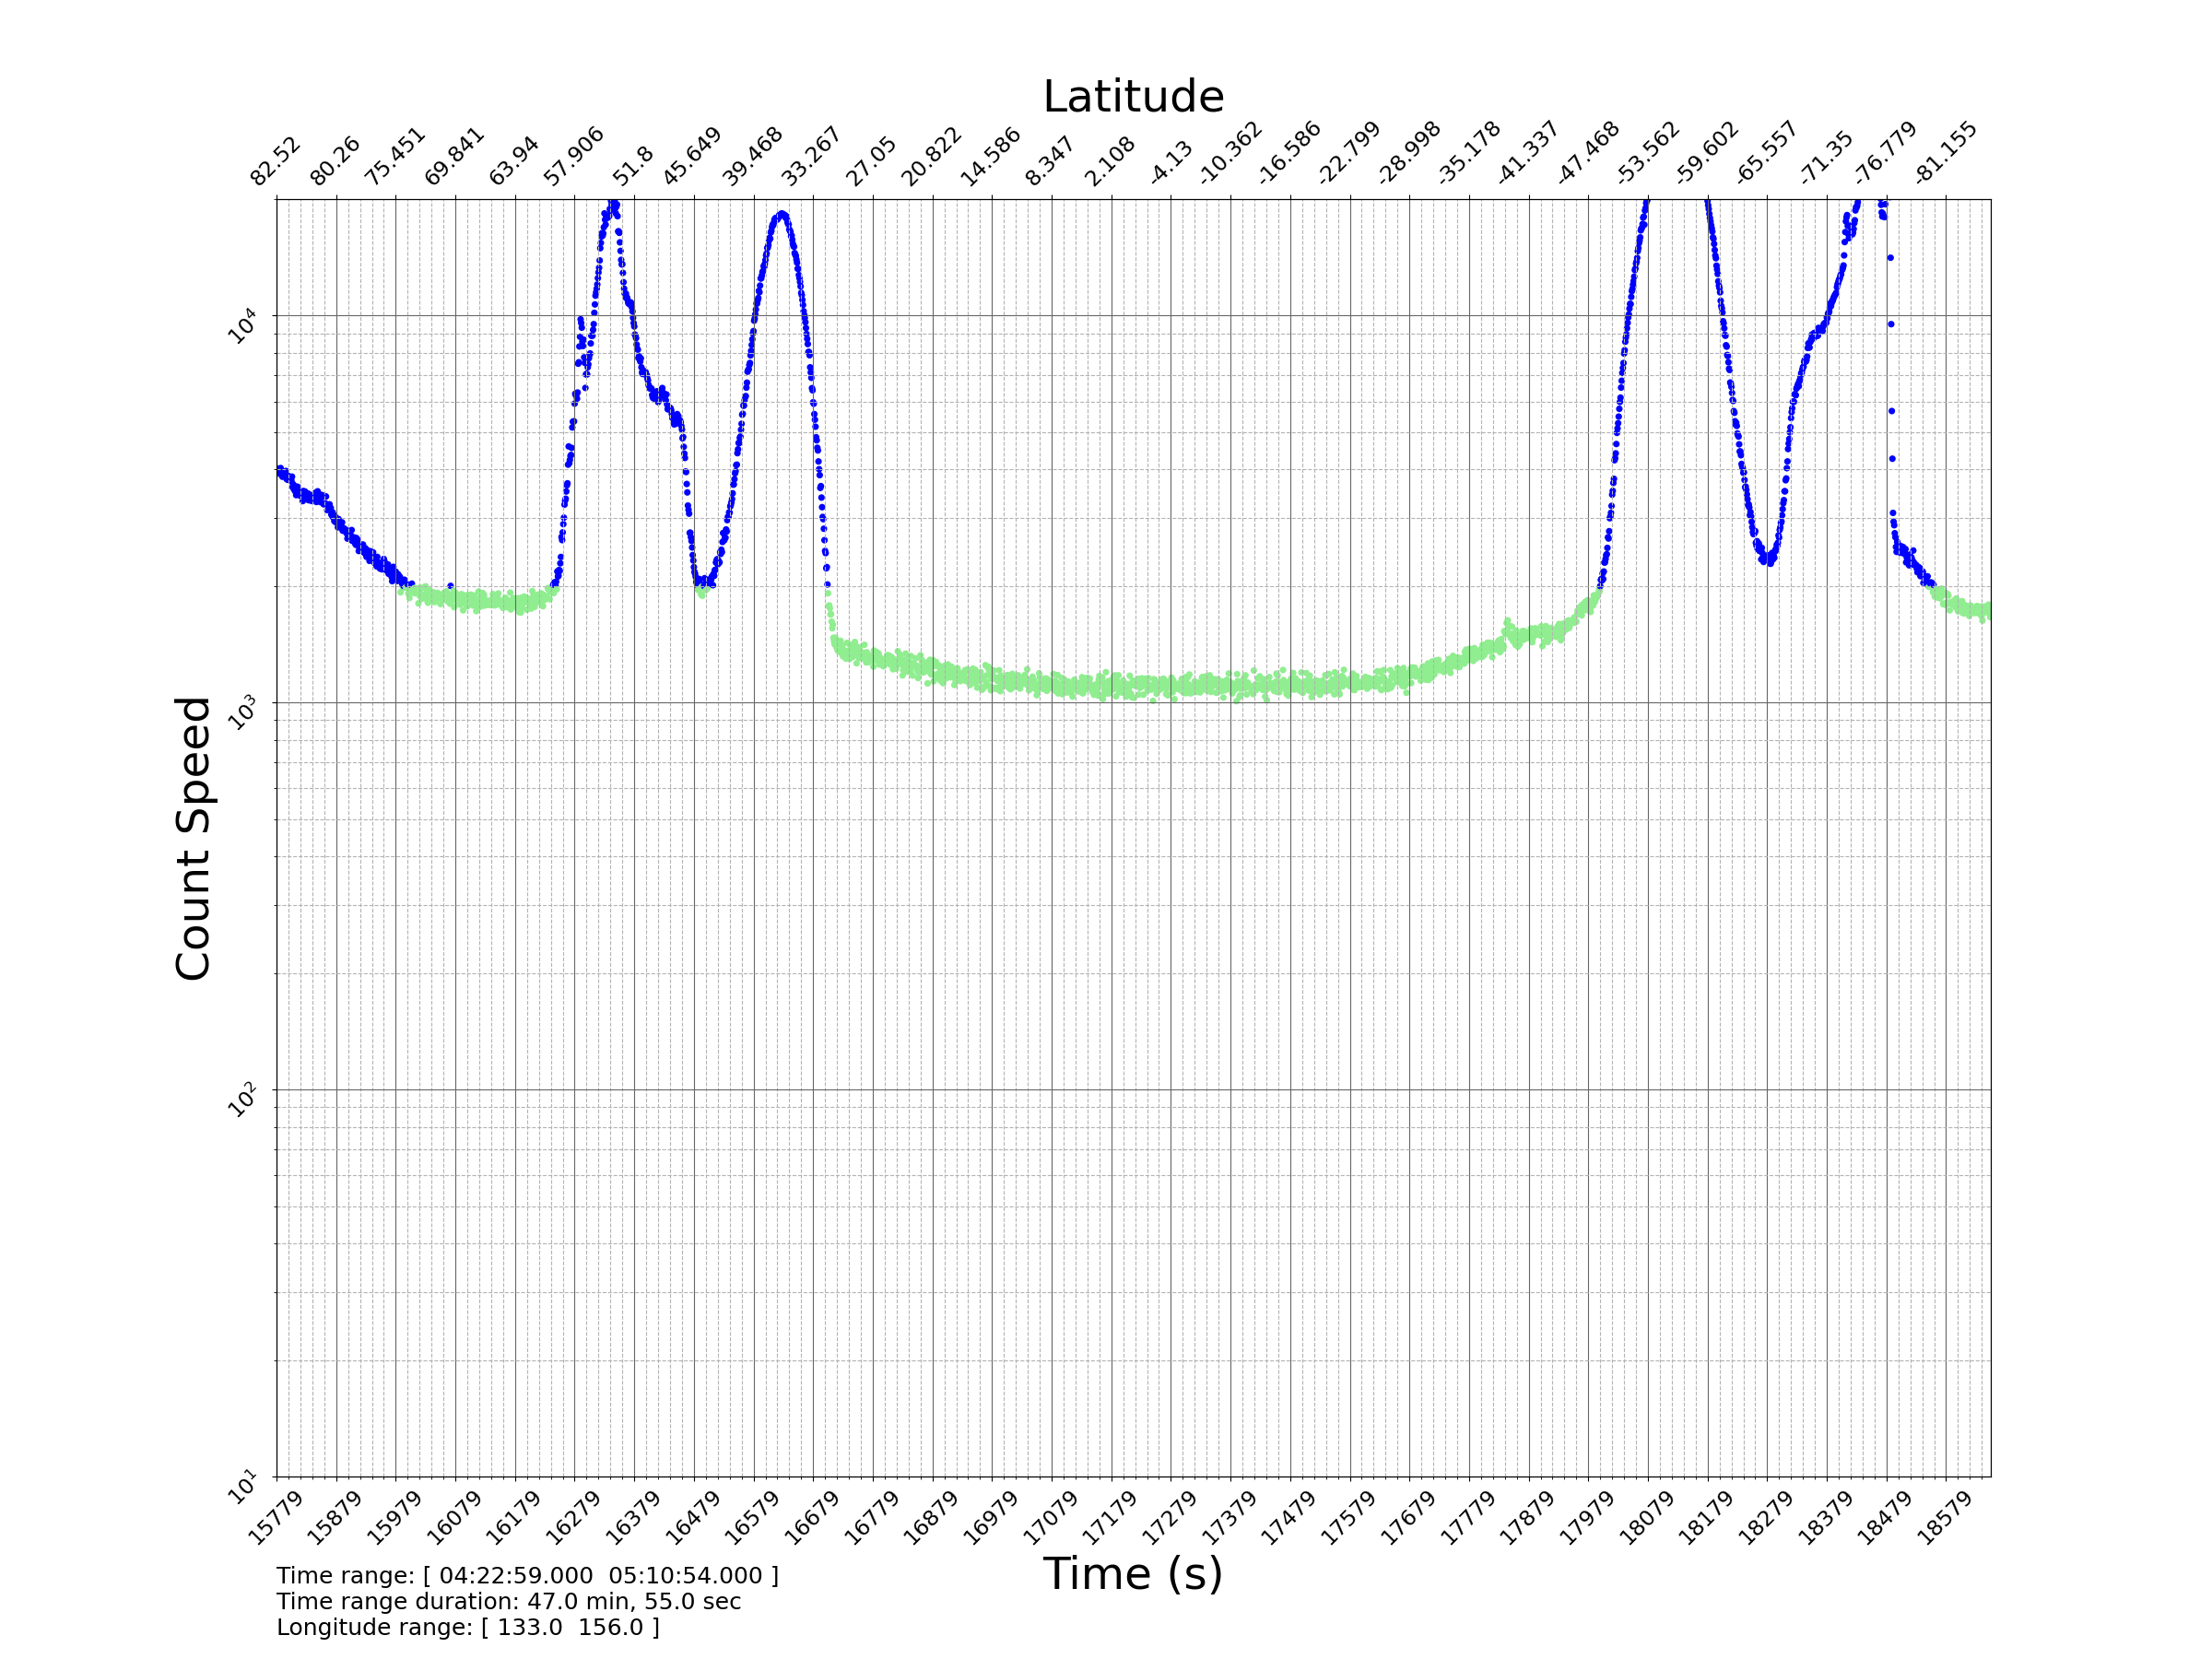 Latitude
82.52 80.26 75.451 69.841 63.94 57.906 51.8 45.649 39.468 33.267 27.05 20.822 14.586 8.347 2.108 -4.13 -10.362 -16.586 -22.799 -28.998 -35.178 -41.337 -47.468 -53.562 -59.602 -65.557 -71.35 -76.779 -81.155
10⁴
10³
Count Speed
10²
10¹
15779 15879 15979 16079 16179 16279 16379 16479 16579 16679 16779 16879 16979 17079 17179 17279 17379 17479 17579 17679 17779 17879 17979 18079 18179 18279 18379 18479 18579
Time (s)
Time range: [ 04:22:59.000 05:10:54.000 ]
Time range duration: 47.0 min, 55.0 sec
Longitude range: [ 133.0 156.0 ]